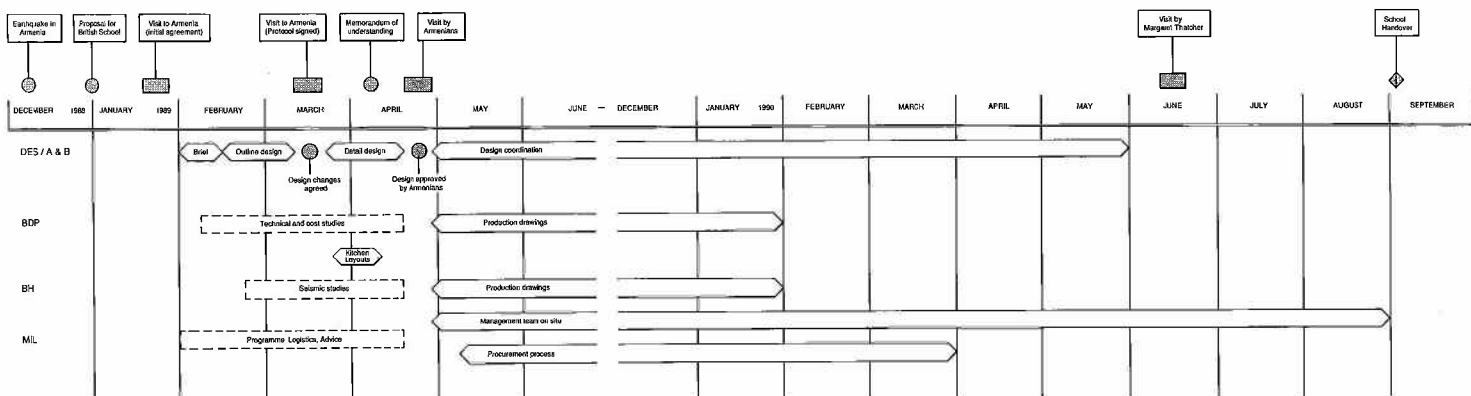 Earthquake in
Armenia
Proposal for
British School
Visit to Armenia
(initial agreement)
Visit to Armenia
(Protocol signed)
Memorandum of
understanding
Visit by
Armenians
Visit by
Margaret Thatcher
School
Handover
DECEMBER 1988 JANUARY 1989 FEBRUARY MARCH APRIL MAY JUNE — DECEMBER JANUARY 1990 FEBRUARY MARCH APRIL MAY JUNE JULY AUGUST SEPTEMBER
DES / A & B Brief Outline design Detail design Design coordination
Design changes
agreed
Design approved
by Armenians
BDP Technical and cost studies Production drawings
Kitchen
Layouts
BH Seismic studies Production drawings
Management team on site
MIL Programme Logistics, Advice
Procurement process